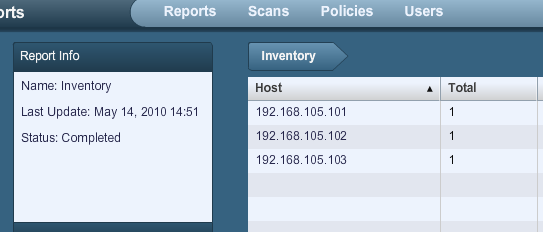 orts
Reports Scans Policies Users
Report Info
Name: Inventory
Last Update: May 14, 2010 14:51
Status: Completed
Inventory
Host Total
192.168.105.101 1
192.168.105.102 1
192.168.105.103 1